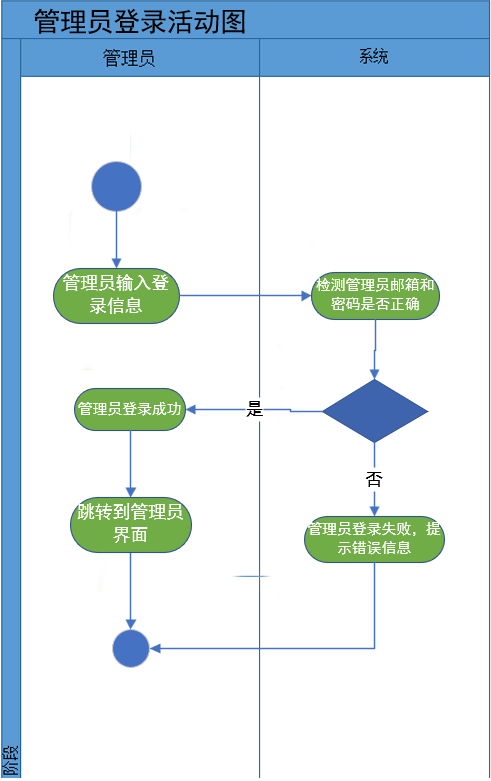 管理员登录活动图
管理员
系统
管理员输入登
录信息
检测管理员邮箱和
密码是否正确
管理员登录成功
是
否
跳转到管理员
界面
管理员登录失败，提
示错误信息
阶段